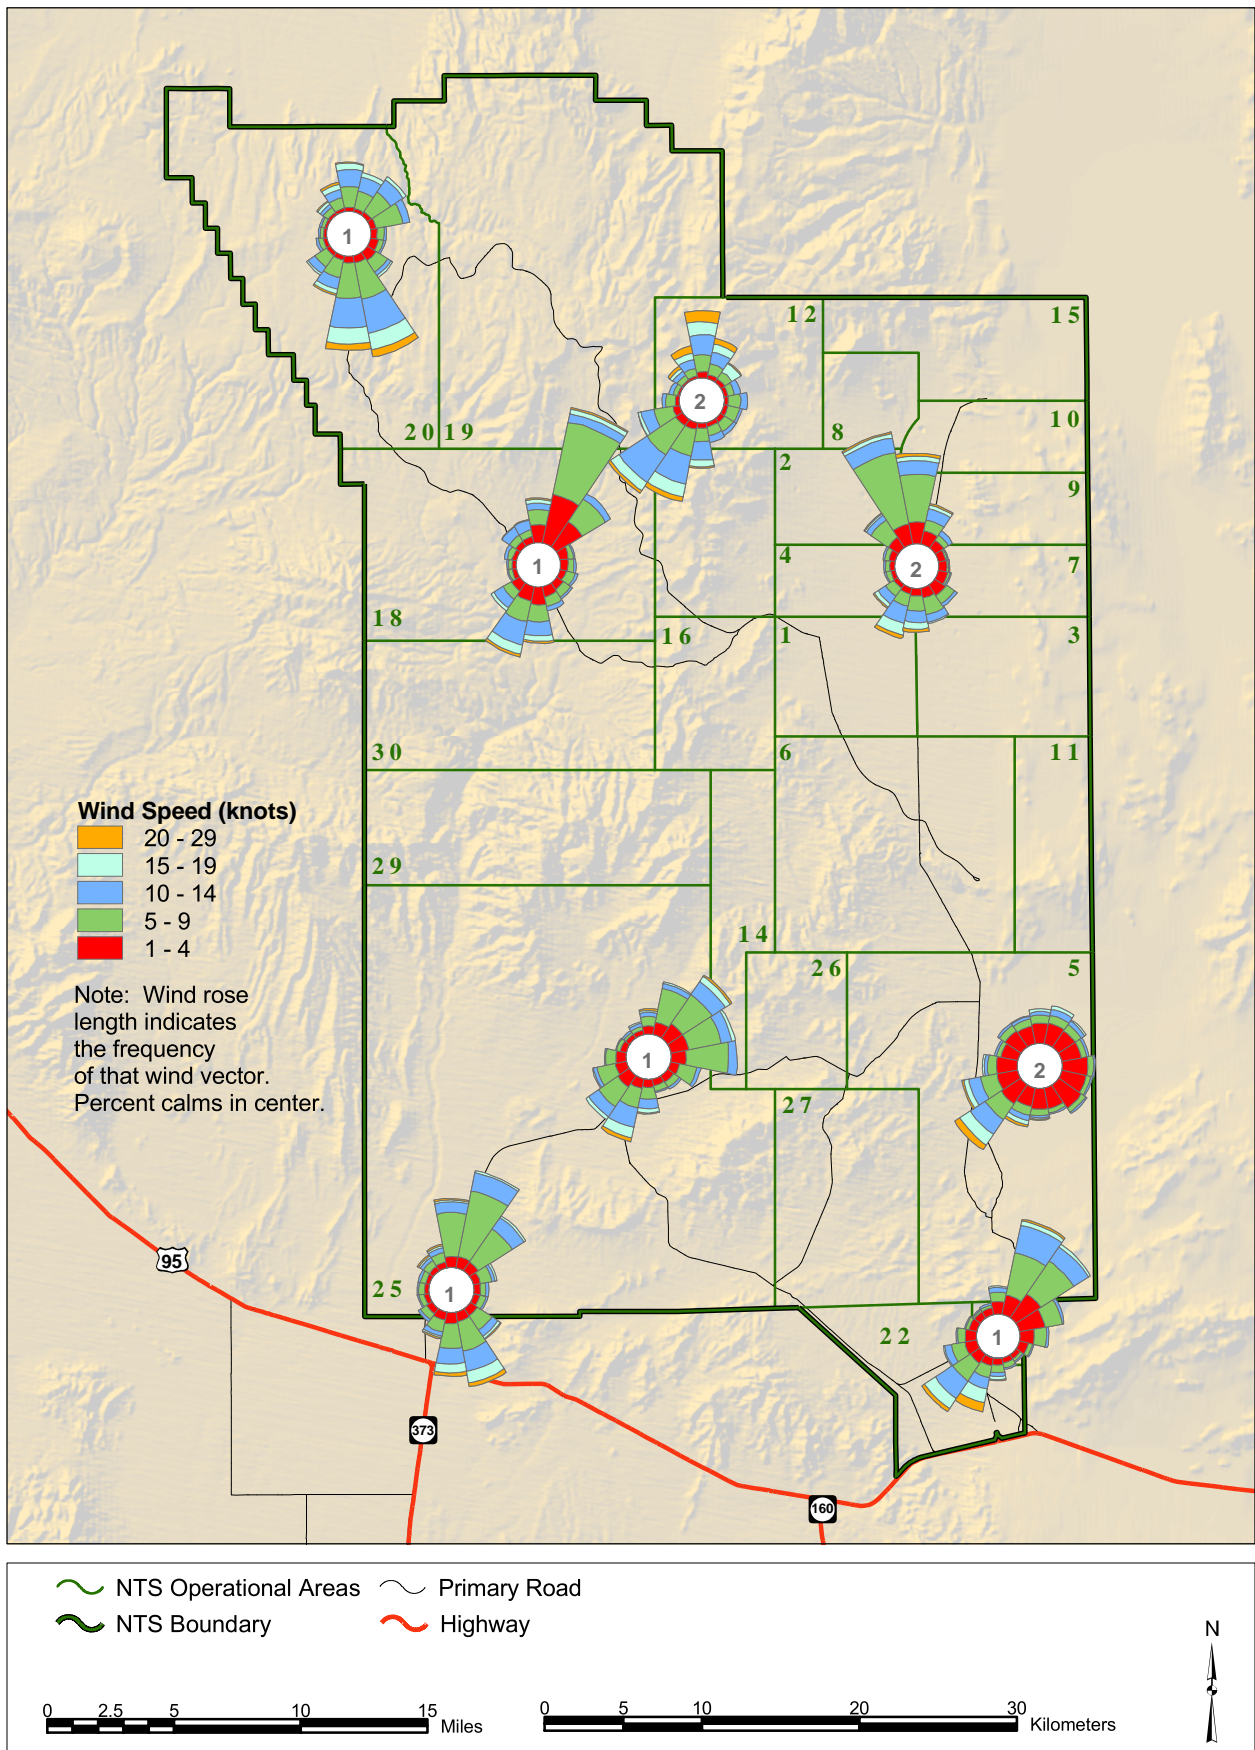 1
12
15
2
10
20
19
8
2
9
1
2
4
7
18
16
1
3
30
6
11
Wind Speed (knots)
20 - 29
15 - 19
10 - 14
5 - 9
1 - 4
29
14
26
5
Note: Wind rose
length indicates
the frequency
of that wind vector.
Percent calms in center.
1
2
27
95
25
1
22
1
373
160
NTS Operational Areas
Primary Road
NTS Boundary
Highway
N
0 2.5 5 10 15
Miles
0 5 10 20 30
Kilometers